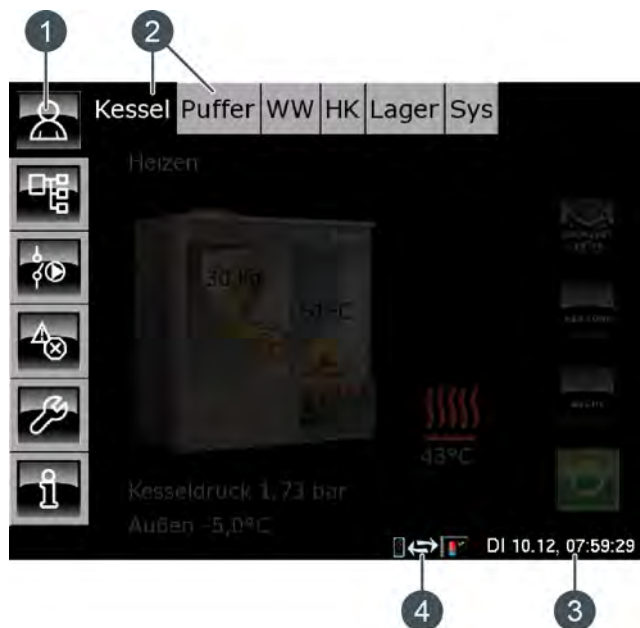 1 2
Kessel Puffer WW HK Lager Sys
Heizen
30 kg
43°C
Kesseldruck 1,73 bar
Außen -5,0°C
DI 10.12, 07:59:29
4 3